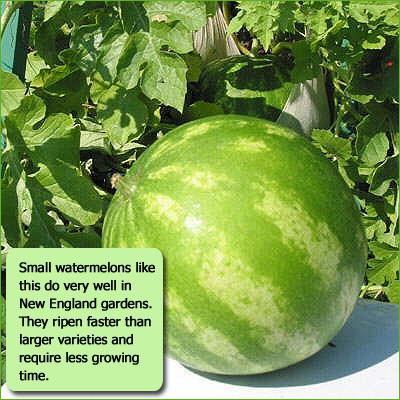 Small watermelons like
this do very well in
New England gardens.
They ripen faster than
larger varieties and
require less growing
time.